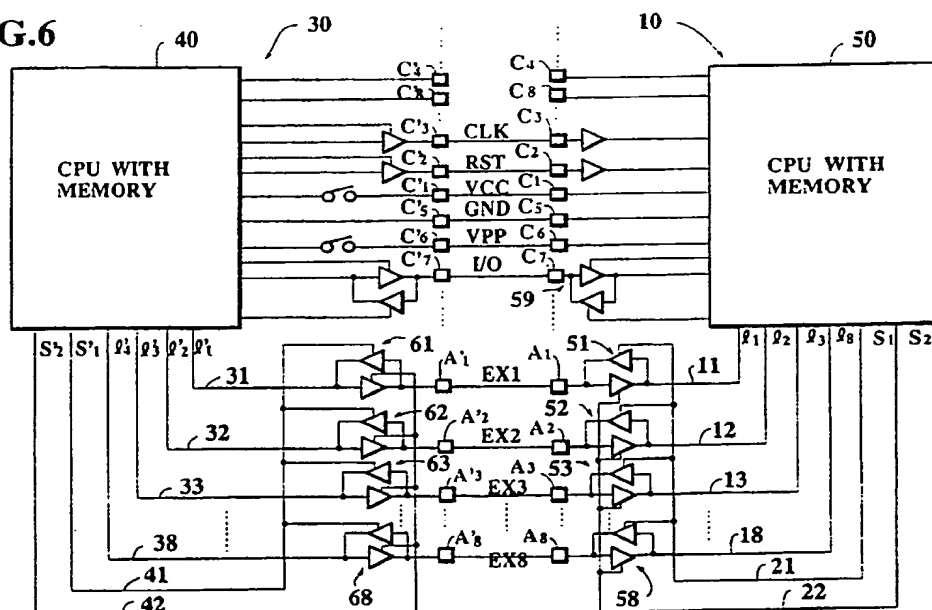 G.6
40 30 10 50
C'4 C4
C'8 C8
C'3 CLK C3
C'2 RST C2
CPU WITH MEMORY
CPU WITH MEMORY
C'1 VCC C1
C'5 GND C5
C'6 VPP C6
C'7 I/O C7
59
S'2 S'1 ℓ'4 ℓ'3 ℓ'2 ℓ'1
ℓ1 ℓ2 ℓ3 ℓ8 S1 S2
31 61 A'1 EX1 A1 51 11
32 62 A'2 EX2 A2 52 12
33 63 A'3 EX3 A3 53 13
38 68 A'8 EX8 A8 58 18
41 21
42 22